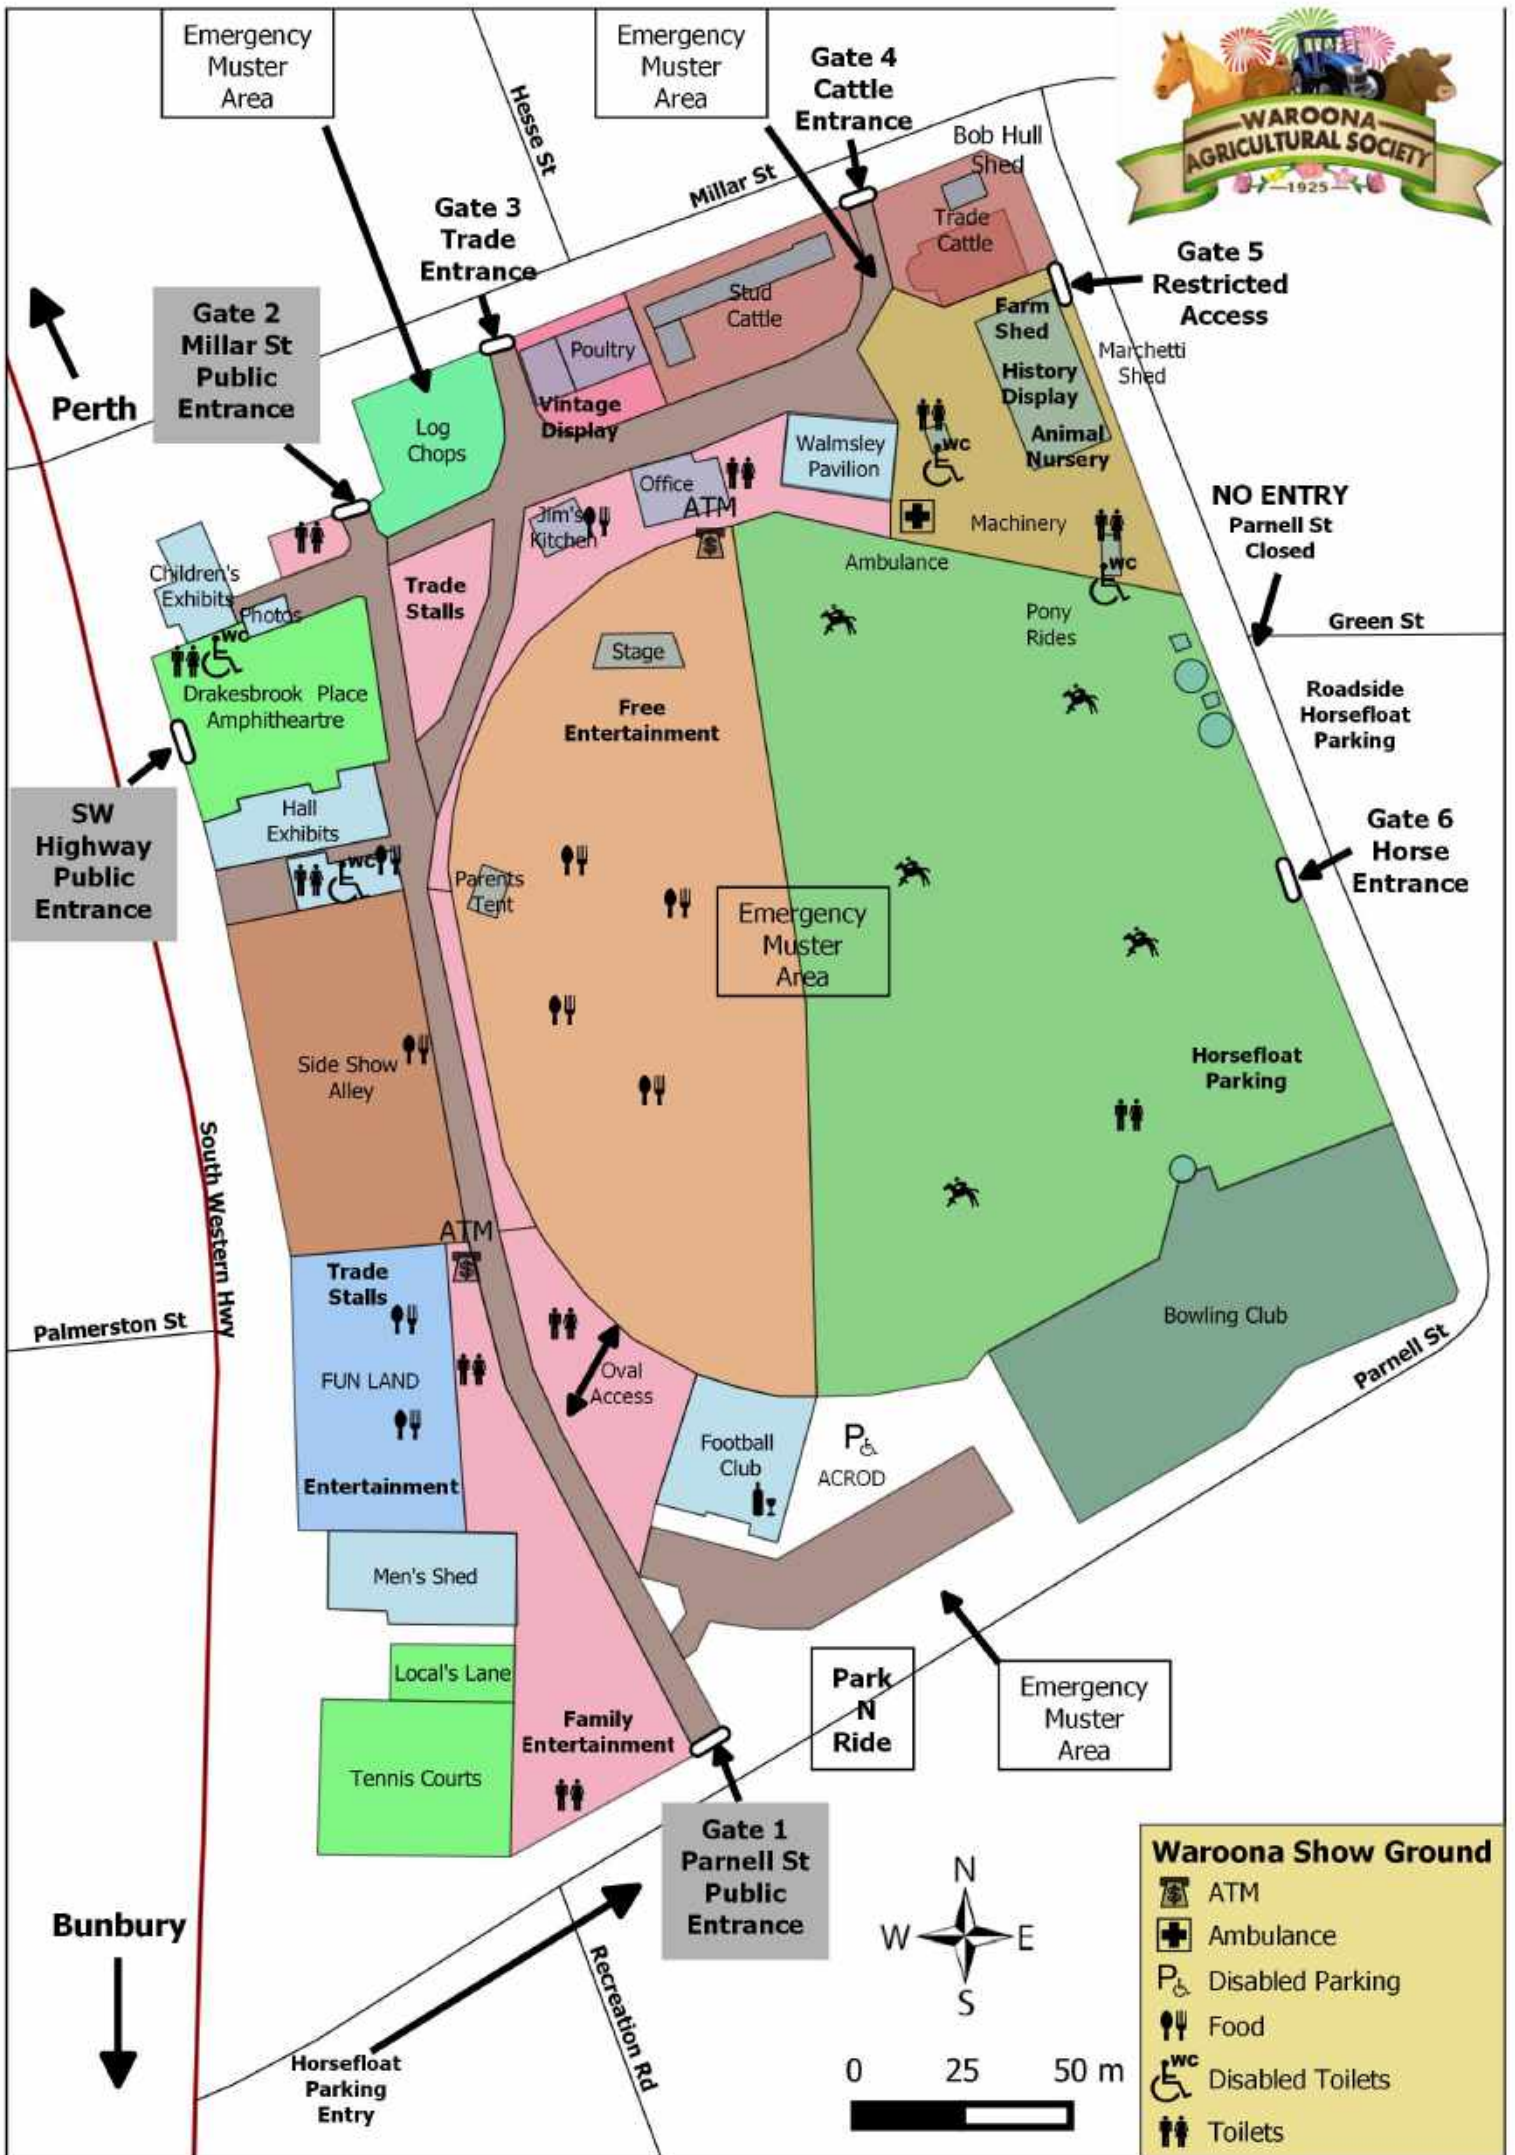 Emergency
Muster
Area
Emergency
Muster
Area
Gate 4
Cattle
Entrance
WAROONA
AGRICULTURAL SOCIETY
1925
Hesse St
Millar St
Bob Hull
Shed
Trade
Cattle
Gate 3
Trade
Entrance
Gate 5
Restricted
Access
Gate 2
Millar St
Public
Entrance
Perth
Stud
Cattle
Poultry
Vintage
Display
Log
Chops
Farm
Shed
History
Display
Animal
Nursery
Marchetti
Shed
Walmsley
Pavilion
WC
Office
ATM
Jim's
Kitchen
Machinery
Ambulance
WC
NO ENTRY
Parnell St
Closed
Green St
Children's
Exhibits
Photos
WC
Trade
Stalls
Pony
Rides
Stage
Free
Entertainment
Drakesbrook Place
Amphitheartre
Roadside
Horsefloat
Parking
SW
Highway
Public
Entrance
Hall
Exhibits
WC
Parents
Tent
Gate 6
Horse
Entrance
Emergency
Muster
Area
Side Show
Alley
Horsefloat
Parking
South Western Hwy
ATM
Trade
Stalls
Palmerston St
FUN LAND
Entertainment
Oval
Access
Bowling Club
Parnell St
Football
Club
P
ACROD
Men's Shed
Local's Lane
Tennis Courts
Family
Entertainment
Park
N
Ride
Emergency
Muster
Area
Gate 1
Parnell St
Public
Entrance
Bunbury
Horsefloat
Parking
Entry
Recreation Rd
N
W
E
S
0 25 50 m
Waroona Show Ground
ATM
Ambulance
P Disabled Parking
Food
WC Disabled Toilets
Toilets